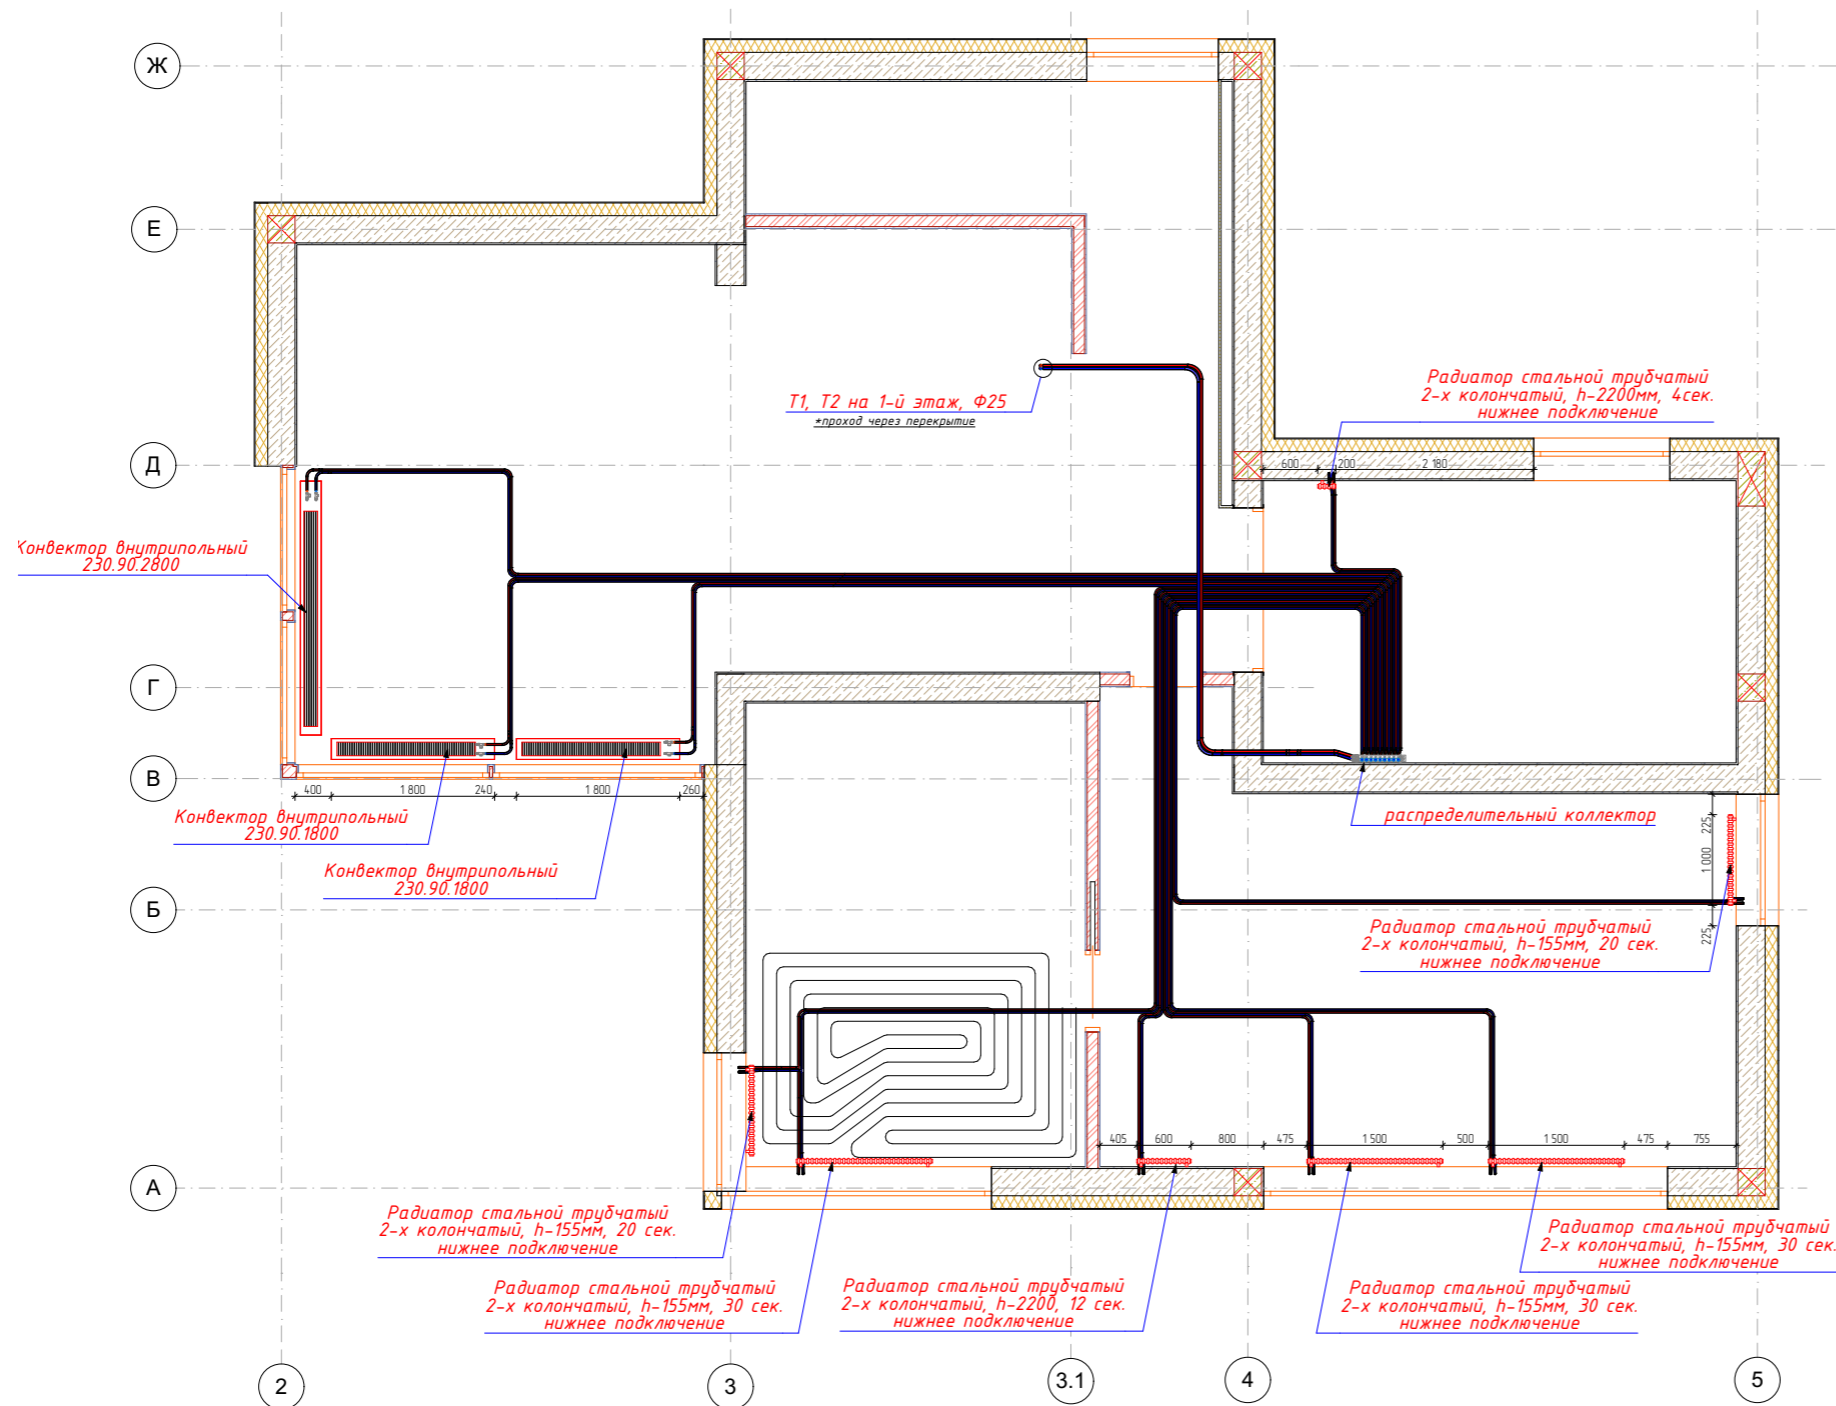 Ж
Е
Т1, Т2 на 1-й этаж, Ф25
*проход через перекрытие
Радиатор стальной трубчатый
2-х колончатый, h-2200мм, 4сек.
нижнее подключение
Д
600 200 2 180
Конвектор внутрипольный
230.90.2800
Г
В
400 1 800 240 1 800 260
Конвектор внутрипольный
230.90.1800
распределительный коллектор
225
1 000
225
Конвектор внутрипольный
230.90.1800
Б
Радиатор стальной трубчатый
2-х колончатый, h-155мм, 20 сек.
нижнее подключение
405 600 800 475 1 500 500 1 500 475 755
А
Радиатор стальной трубчатый
2-х колончатый, h-155мм, 20 сек.
нижнее подключение
Радиатор стальной трубчатый
2-х колончатый, h-155мм, 30 сек.
нижнее подключение
Радиатор стальной трубчатый
2-х колончатый, h-155мм, 30 сек.
нижнее подключение
Радиатор стальной трубчатый
2-х колончатый, h-2200, 12 сек.
нижнее подключение
Радиатор стальной трубчатый
2-х колончатый, h-155мм, 30 сек.
нижнее подключение
2 3 3.1 4 5